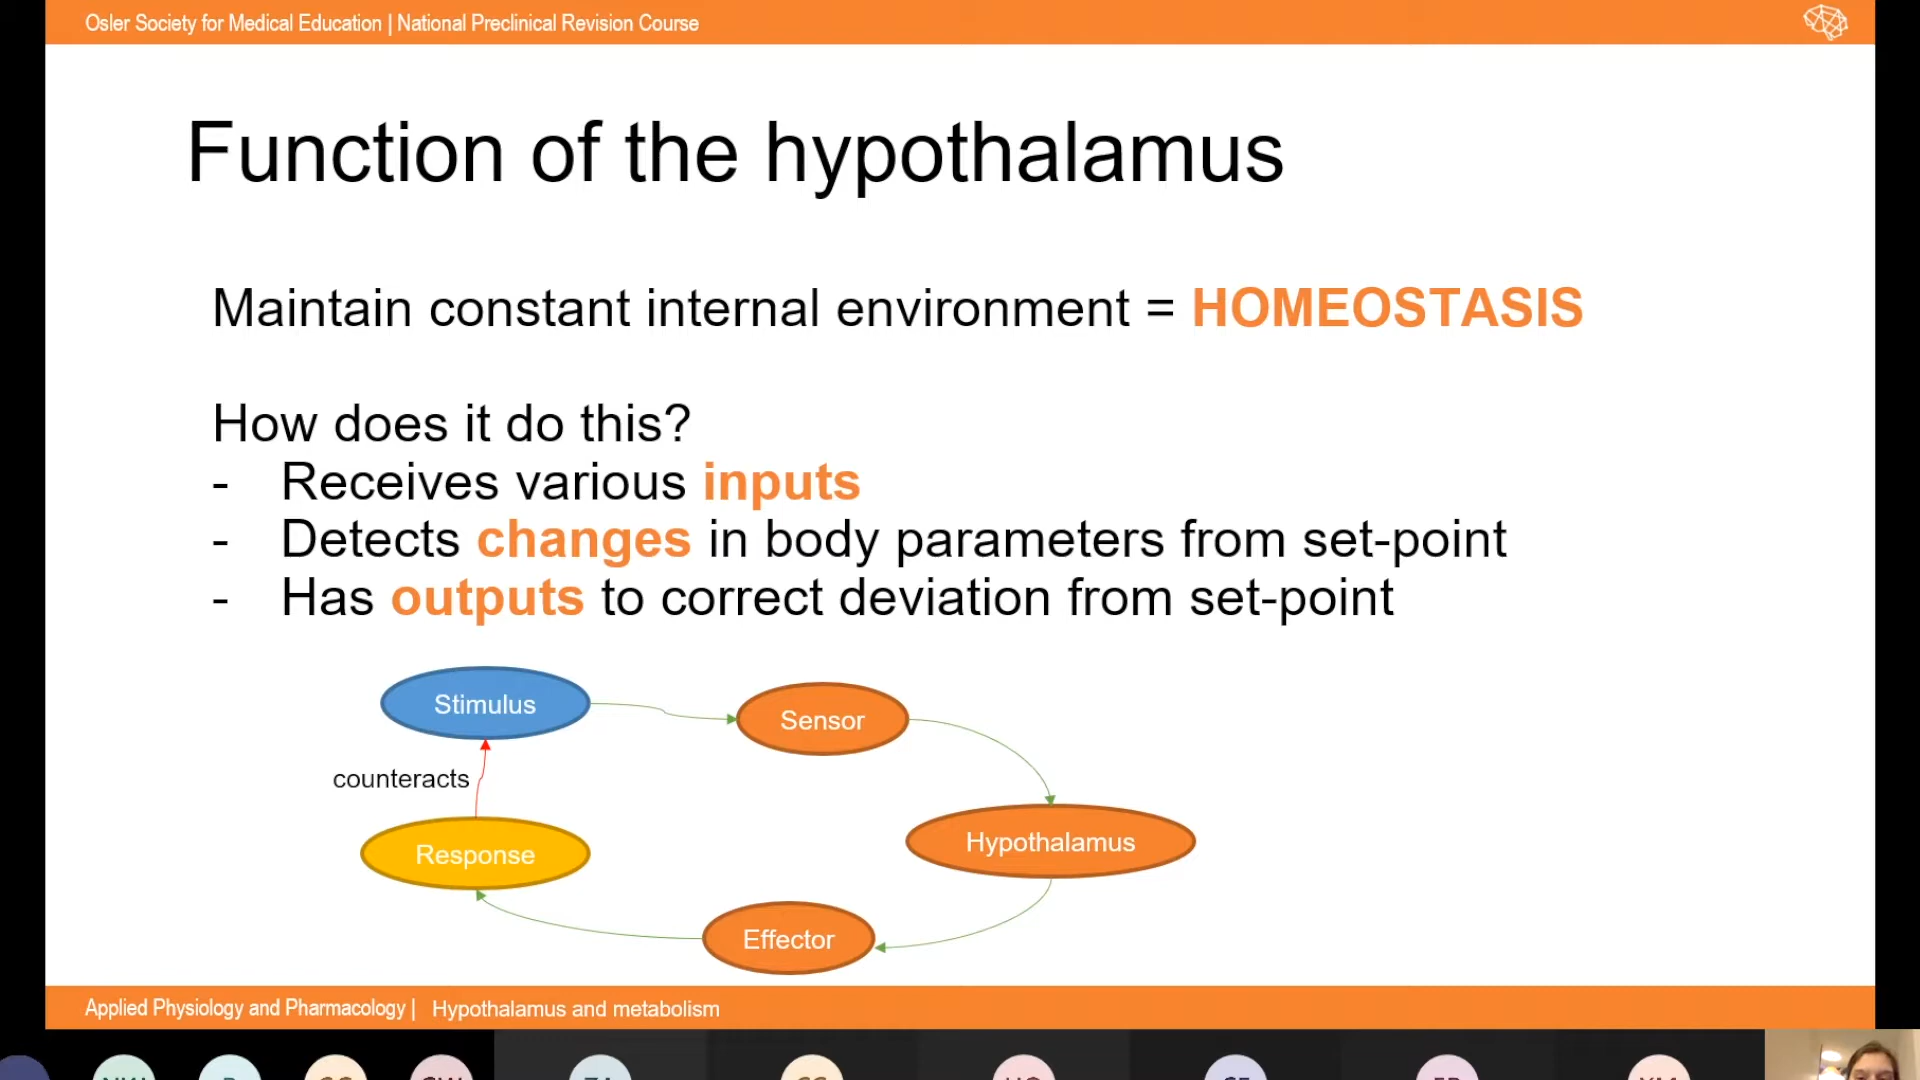 Osler Society for Medical Education | National Preclinical Revision Course
Function of the hypothalamus
Maintain constant internal environment = HOMEOSTASIS
How does it do this?
- Receives various inputs
- Detects changes in body parameters from set-point
- Has outputs to correct deviation from set-point
Stimulus
Sensor
counteracts
Hypothalamus
Response
Effector
Applied Physiology and Pharmacology | Hypothalamus and metabolism